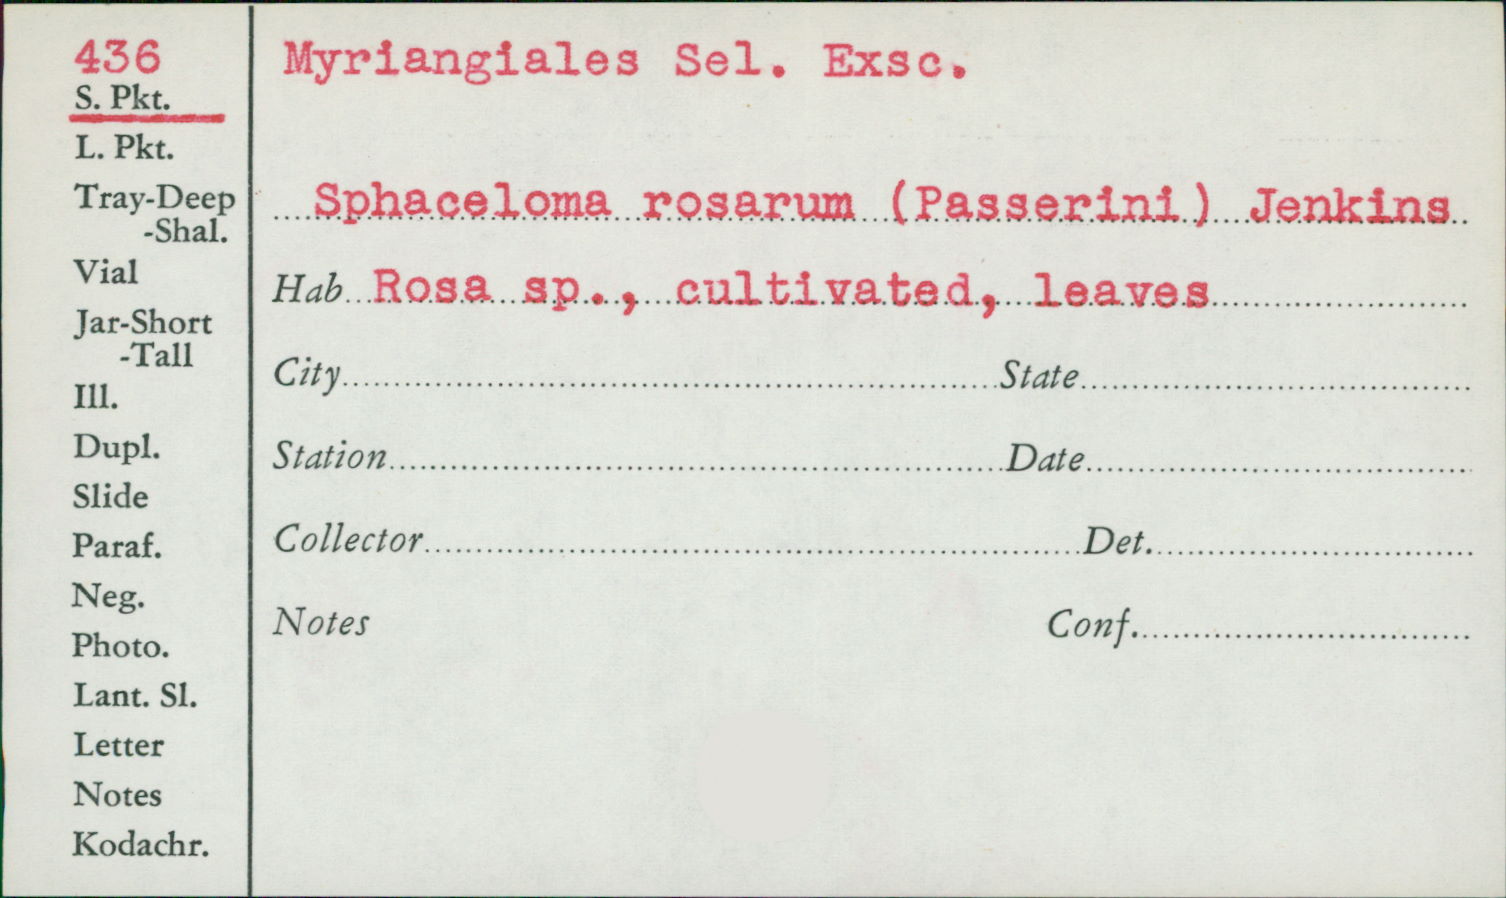 436
S. Pkt.
L. Pkt.
Tray-Deep
-Shal.
Vial
Jar-Short
-Tall
Ill.
Dupl.
Slide
Paraf.
Neg.
Photo.
Lant. Sl.
Letter
Notes
Kodachr.
Myriangiales Sel. Exsc.
Sphaceloma rosarum (Passerini) Jenkins
Hab Rosa sp., cultivated, leaves
City State
Station Date
Collector Det.
Notes Conf.